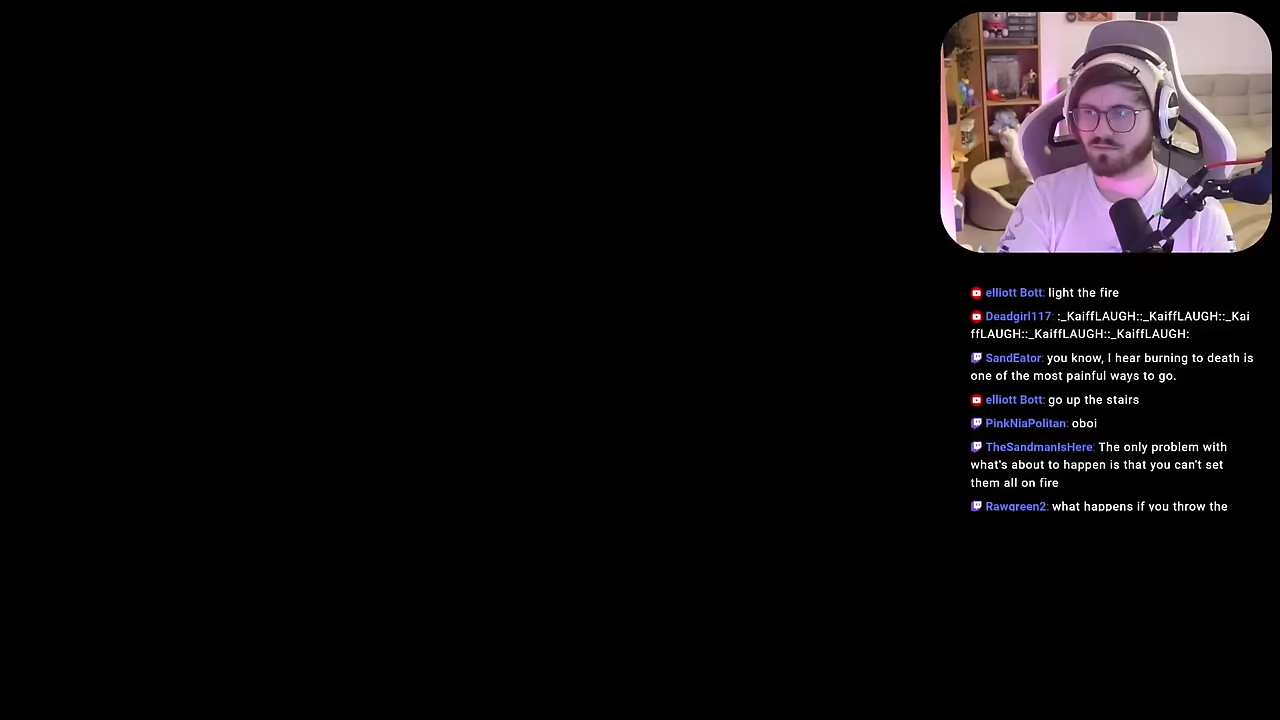 elliott Bott: light the fire
Deadgirl117: :_KaiffLAUGH::_KaiffLAUGH::_Kai
ffLAUGH::_KaiffLAUGH::_KaiffLAUGH:
SandEator: you know, I hear burning to death is
one of the most painful ways to go.
elliott Bott: go up the stairs
PinkNiaPolitan: oboi
TheSandmanIsHere: The only problem with
what's about to happen is that you can't set
them all on fire
Rawgreen2: what happens if you throw the